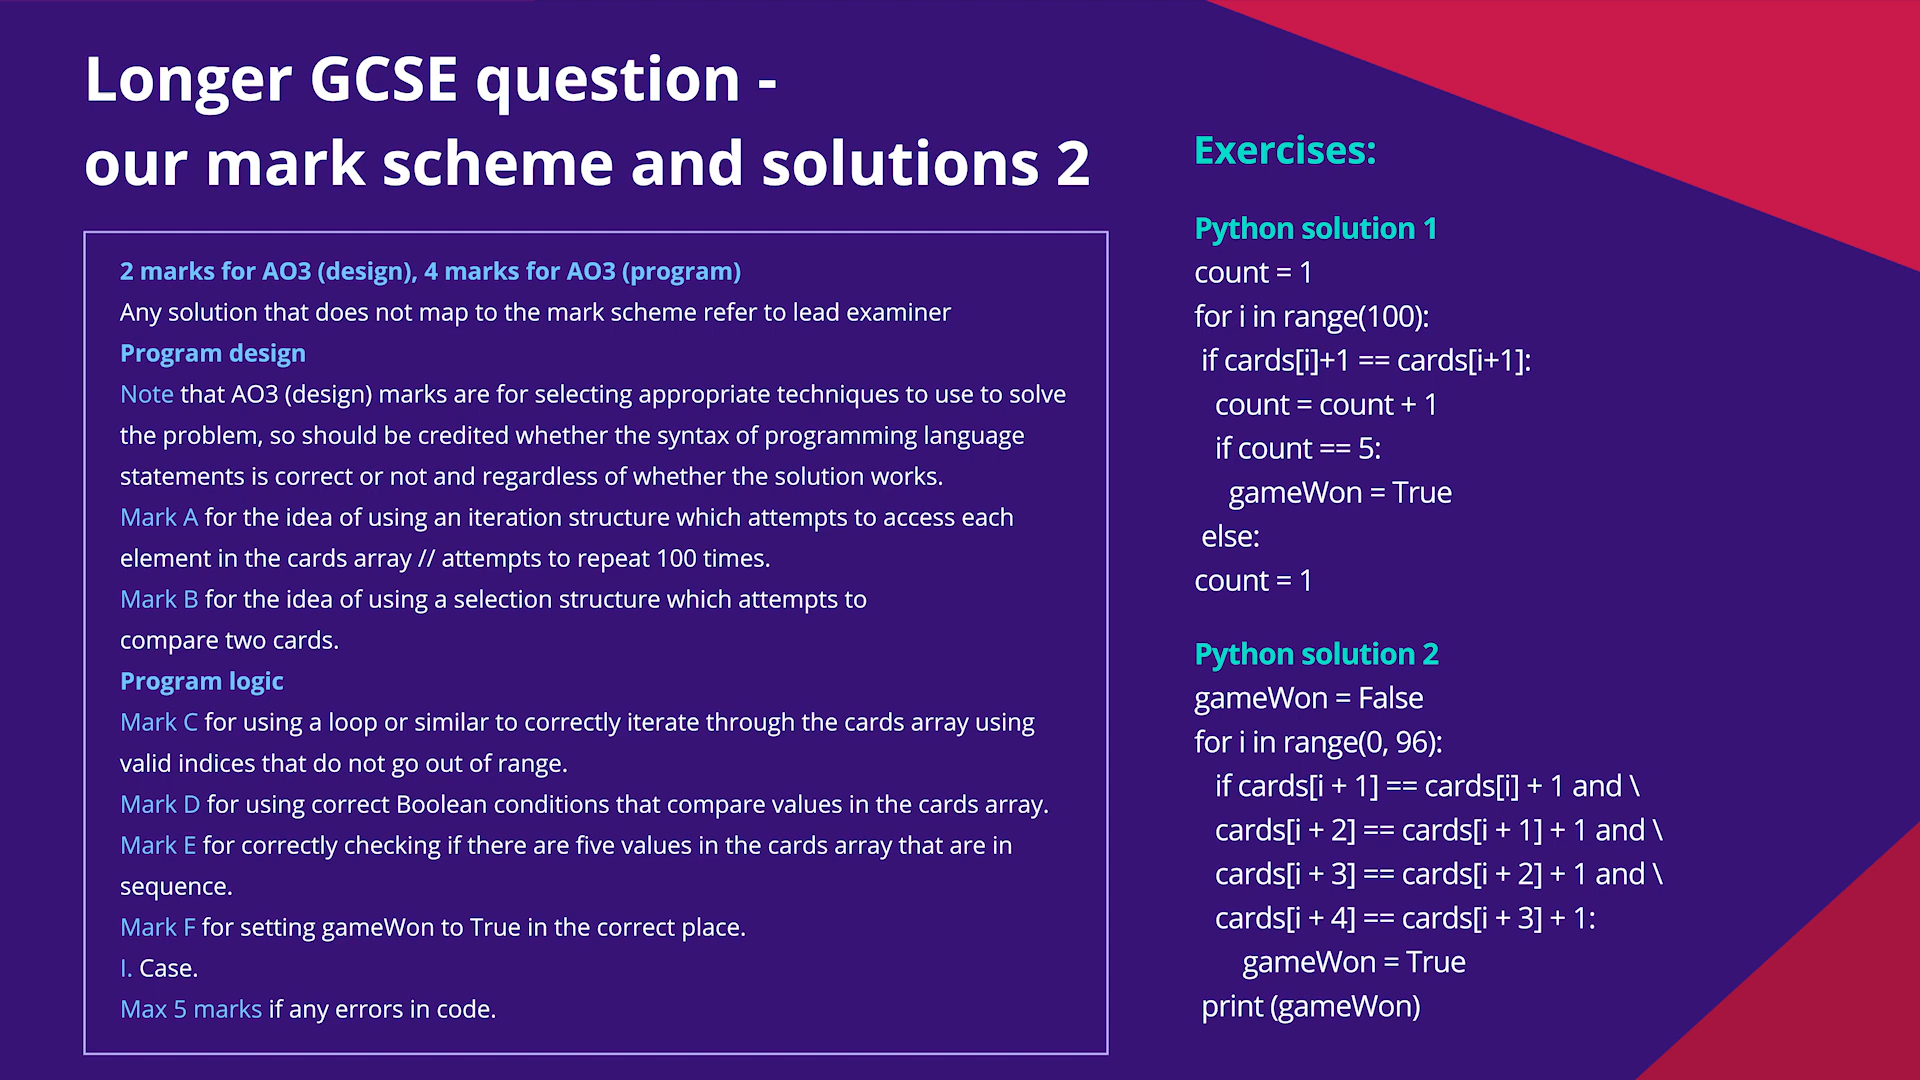 Longer GCSE question -
our mark scheme and solutions 2
2 marks for AO3 (design), 4 marks for AO3 (program)
Any solution that does not map to the mark scheme refer to lead examiner
Program design
Note that AO3 (design) marks are for selecting appropriate techniques to use to solve
the problem, so should be credited whether the syntax of programming language
statements is correct or not and regardless of whether the solution works.
Mark A for the idea of using an iteration structure which attempts to access each
element in the cards array // attempts to repeat 100 times.
Mark B for the idea of using a selection structure which attempts to
compare two cards.
Program logic
Mark C for using a loop or similar to correctly iterate through the cards array using
valid indices that do not go out of range.
Mark D for using correct Boolean conditions that compare values in the cards array.
Mark E for correctly checking if there are five values in the cards array that are in
sequence.
Mark F for setting gameWon to True in the correct place.
I. Case.
Max 5 marks if any errors in code.
Exercises:
Python solution 1
count = 1
for i in range(100):
 if cards[i]+1 == cards[i+1]:
   count = count + 1
   if count == 5:
     gameWon = True
 else:
count = 1
Python solution 2
gameWon = False
for i in range(0, 96):
   if cards[i + 1] == cards[i] + 1 and \
   cards[i + 2] == cards[i + 1] + 1 and \
   cards[i + 3] == cards[i + 2] + 1 and \
   cards[i + 4] == cards[i + 3] + 1:
       gameWon = True
 print (gameWon)